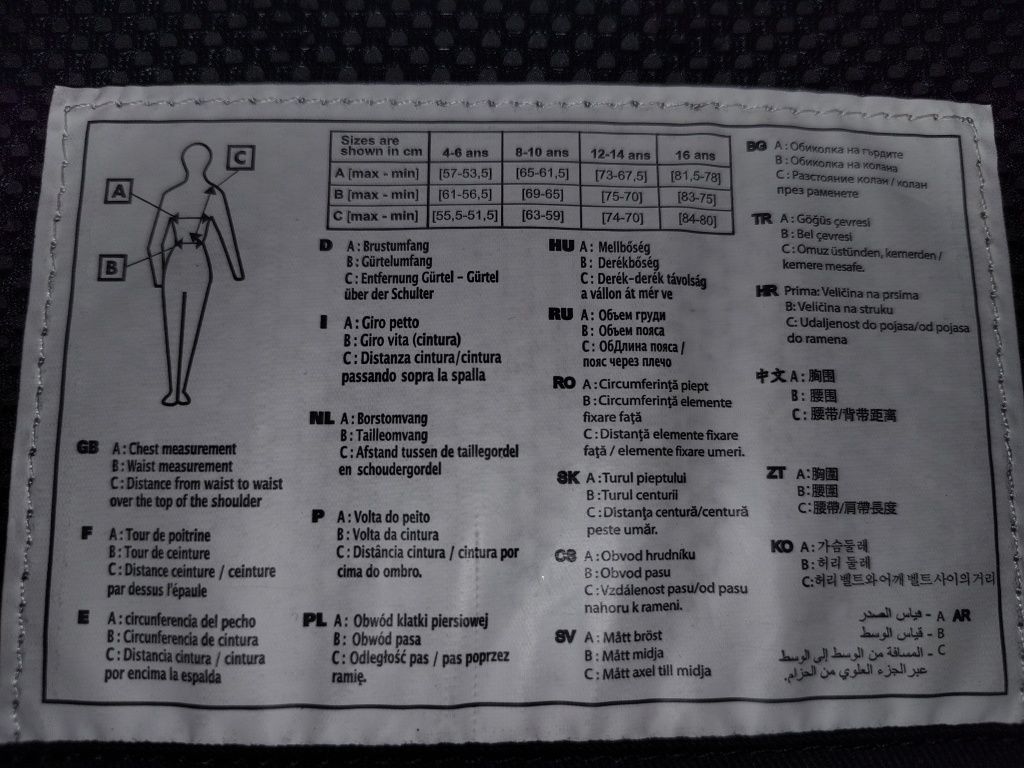 C
A
B
Sizes are shown in cm 4-6 ans 8-10 ans 12-14 ans 16 ans
A [max - min] [57-53,5] [65-61,5] [73-67,5] [81,5-78]
B [max - min] [61-56,5] [69-65] [75-70] [83-75]
C [max - min] [55,5-51,5] [63-59] [74-70] [84-80]
GB A : Chest measurement
B : Waist measurement
C : Distance from waist to waist
over the top of the shoulder
F A : Tour de poitrine
B : Tour de ceinture
C : Distance ceinture / ceinture
par dessus l'épaule
E A : circunferencia del pecho
B : Circunferencia de cintura
C : Distancia cintura / cintura
por encima la espalda
D A : Brustumfang
B : Gürtelumfang
C : Entfernung Gürtel – Gürtel
über der Schulter
I A : Giro petto
B : Giro vita (cintura)
C : Distanza cintura/cintura
passando sopra la spalla
NL A : Borstomvang
B : Tailleomvang
C : Afstand tussen de taillegordel
en schoudergordel
P A : Volta do peito
B : Volta da cintura
C : Distância cintura / cintura por
cima do ombro.
PL A : Obwód klatki piersiowej
B : Obwód pasa
C : Odległość pas / pas poprzez
ramię.
HU A : Mellbőség
B : Derékbőség
C : Derék-derék távolság
a vállon át mér ve
RU A : Объем груди
B : Объем пояса
C : ОбДлина пояса /
пояс через плечо
RO A : Circumferinţă piept
B : Circumferinţă elemente
fixare faţă
C : Distanţă elemente fixare
faţă / elemente fixare umeri.
SK A : Turul pieptului
B : Turul centurii
C : Distanţa centură/centură
peste umăr.
CS A : Obvod hrudníku
B : Obvod pasu
C : Vzdálenost pasu/od pasu
nahoru k rameni.
SV A : Mått bröst
B : Mått midja
C : Mått axel till midja
BG A : Обиколка на гърдите
B : Обиколка на колана
C : Разстояние колан / колан
през раменете
TR A : Göğüs çevresi
B : Bel çevresi
C : Omuz üstünden, kemerden /
kemere mesafe.
HR Prima: Veličina na prsima
B: Veličina na struku
C: Udaljenost do pojasa/od pojasa
do ramena
中文 A : 胸围
B : 腰围
C : 腰带/背带距离
ZT A:胸圍
B:腰圍
C:腰帶/肩帶長度
KO A : 가슴둘레
B : 허리 둘레
C:허리 벨트와 어깨 벨트 사이의 거리
AR A - قياس الصدر
B - قياس الوسط
C - المسافة من الوسط إلى الوسط
عبر الجزء العلوي من الحزام.